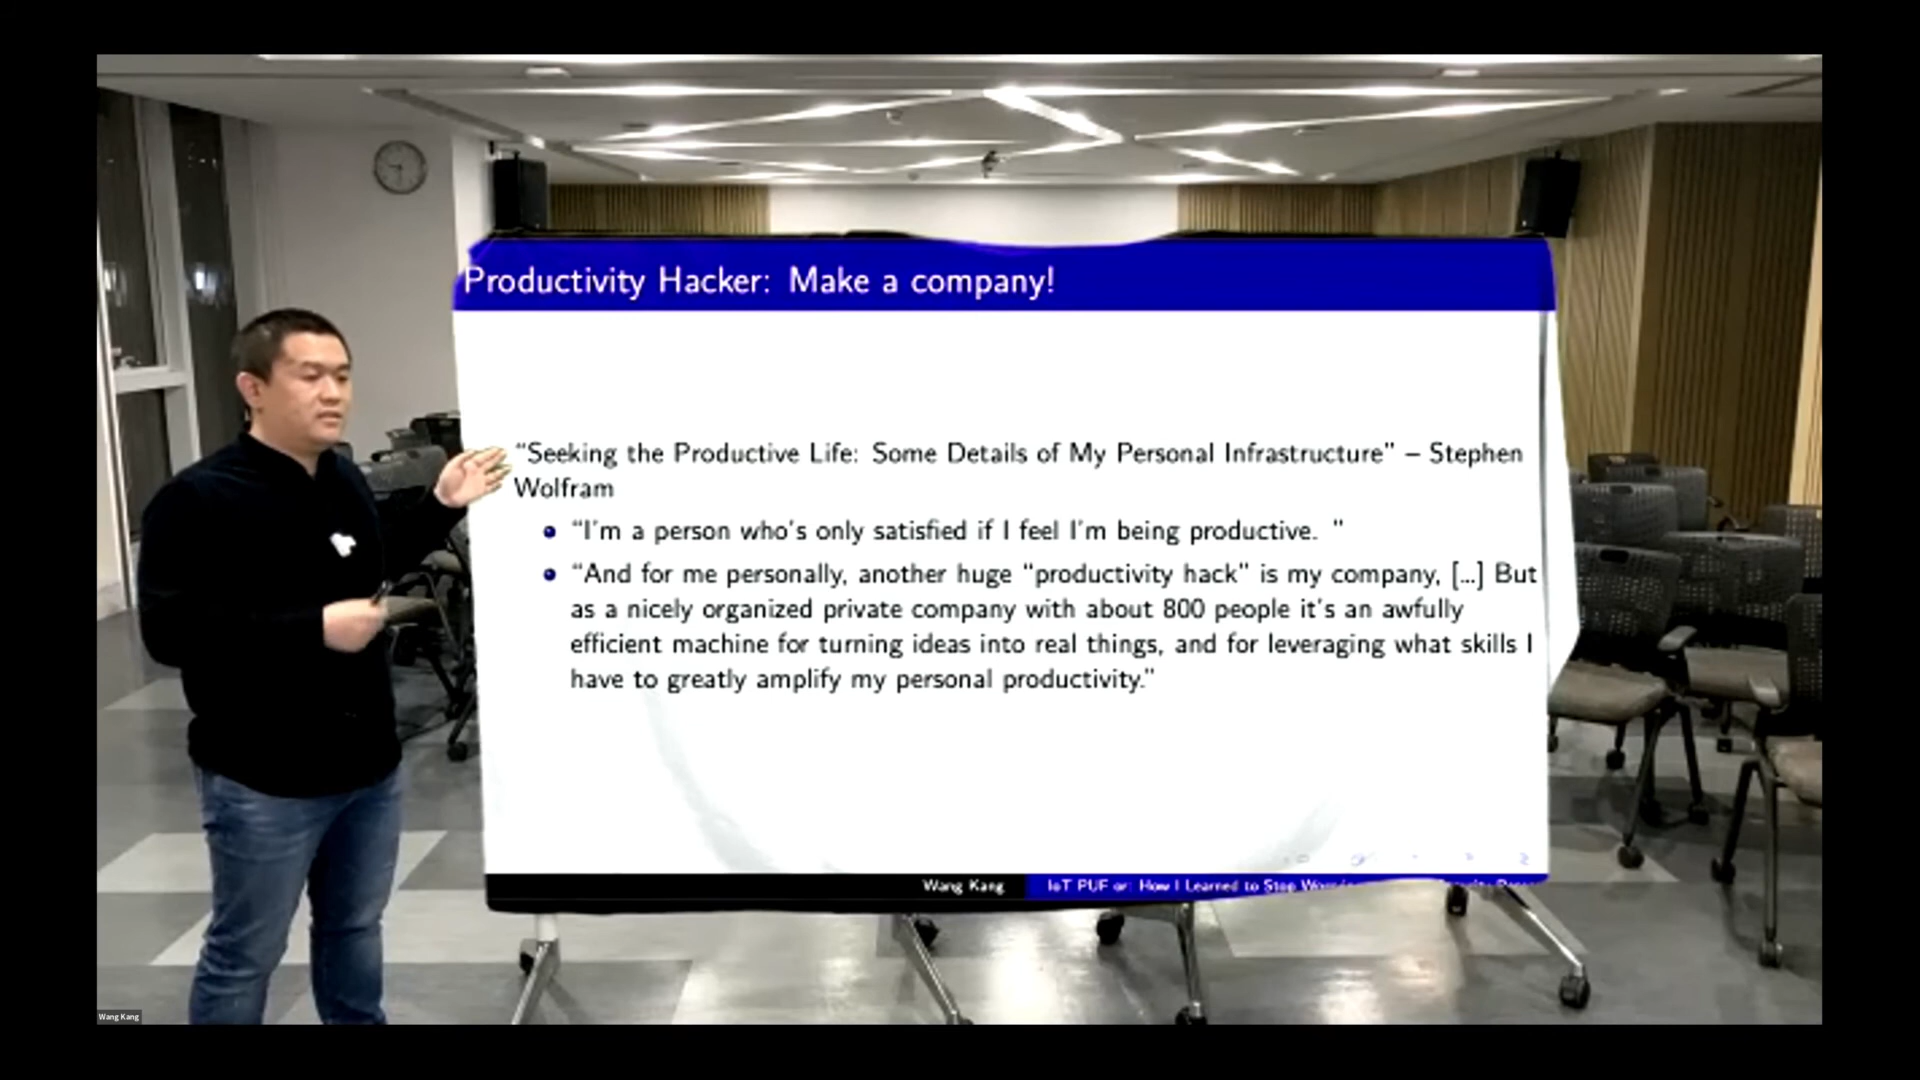 Productivity Hacker: Make a company!
“Seeking the Productive Life: Some Details of My Personal Infrastructure” – Stephen
Wolfram
“I'm a person who's only satisfied if I feel I'm being productive. ”
“And for me personally, another huge “productivity hack” is my company, [...] But
as a nicely organized private company with about 800 people it's an awfully
efficient machine for turning ideas into real things, and for leveraging what skills I
have to greatly amplify my personal productivity.”
Wang Kang
IoT PUF or: How I Learned to Stop
Wang Kang